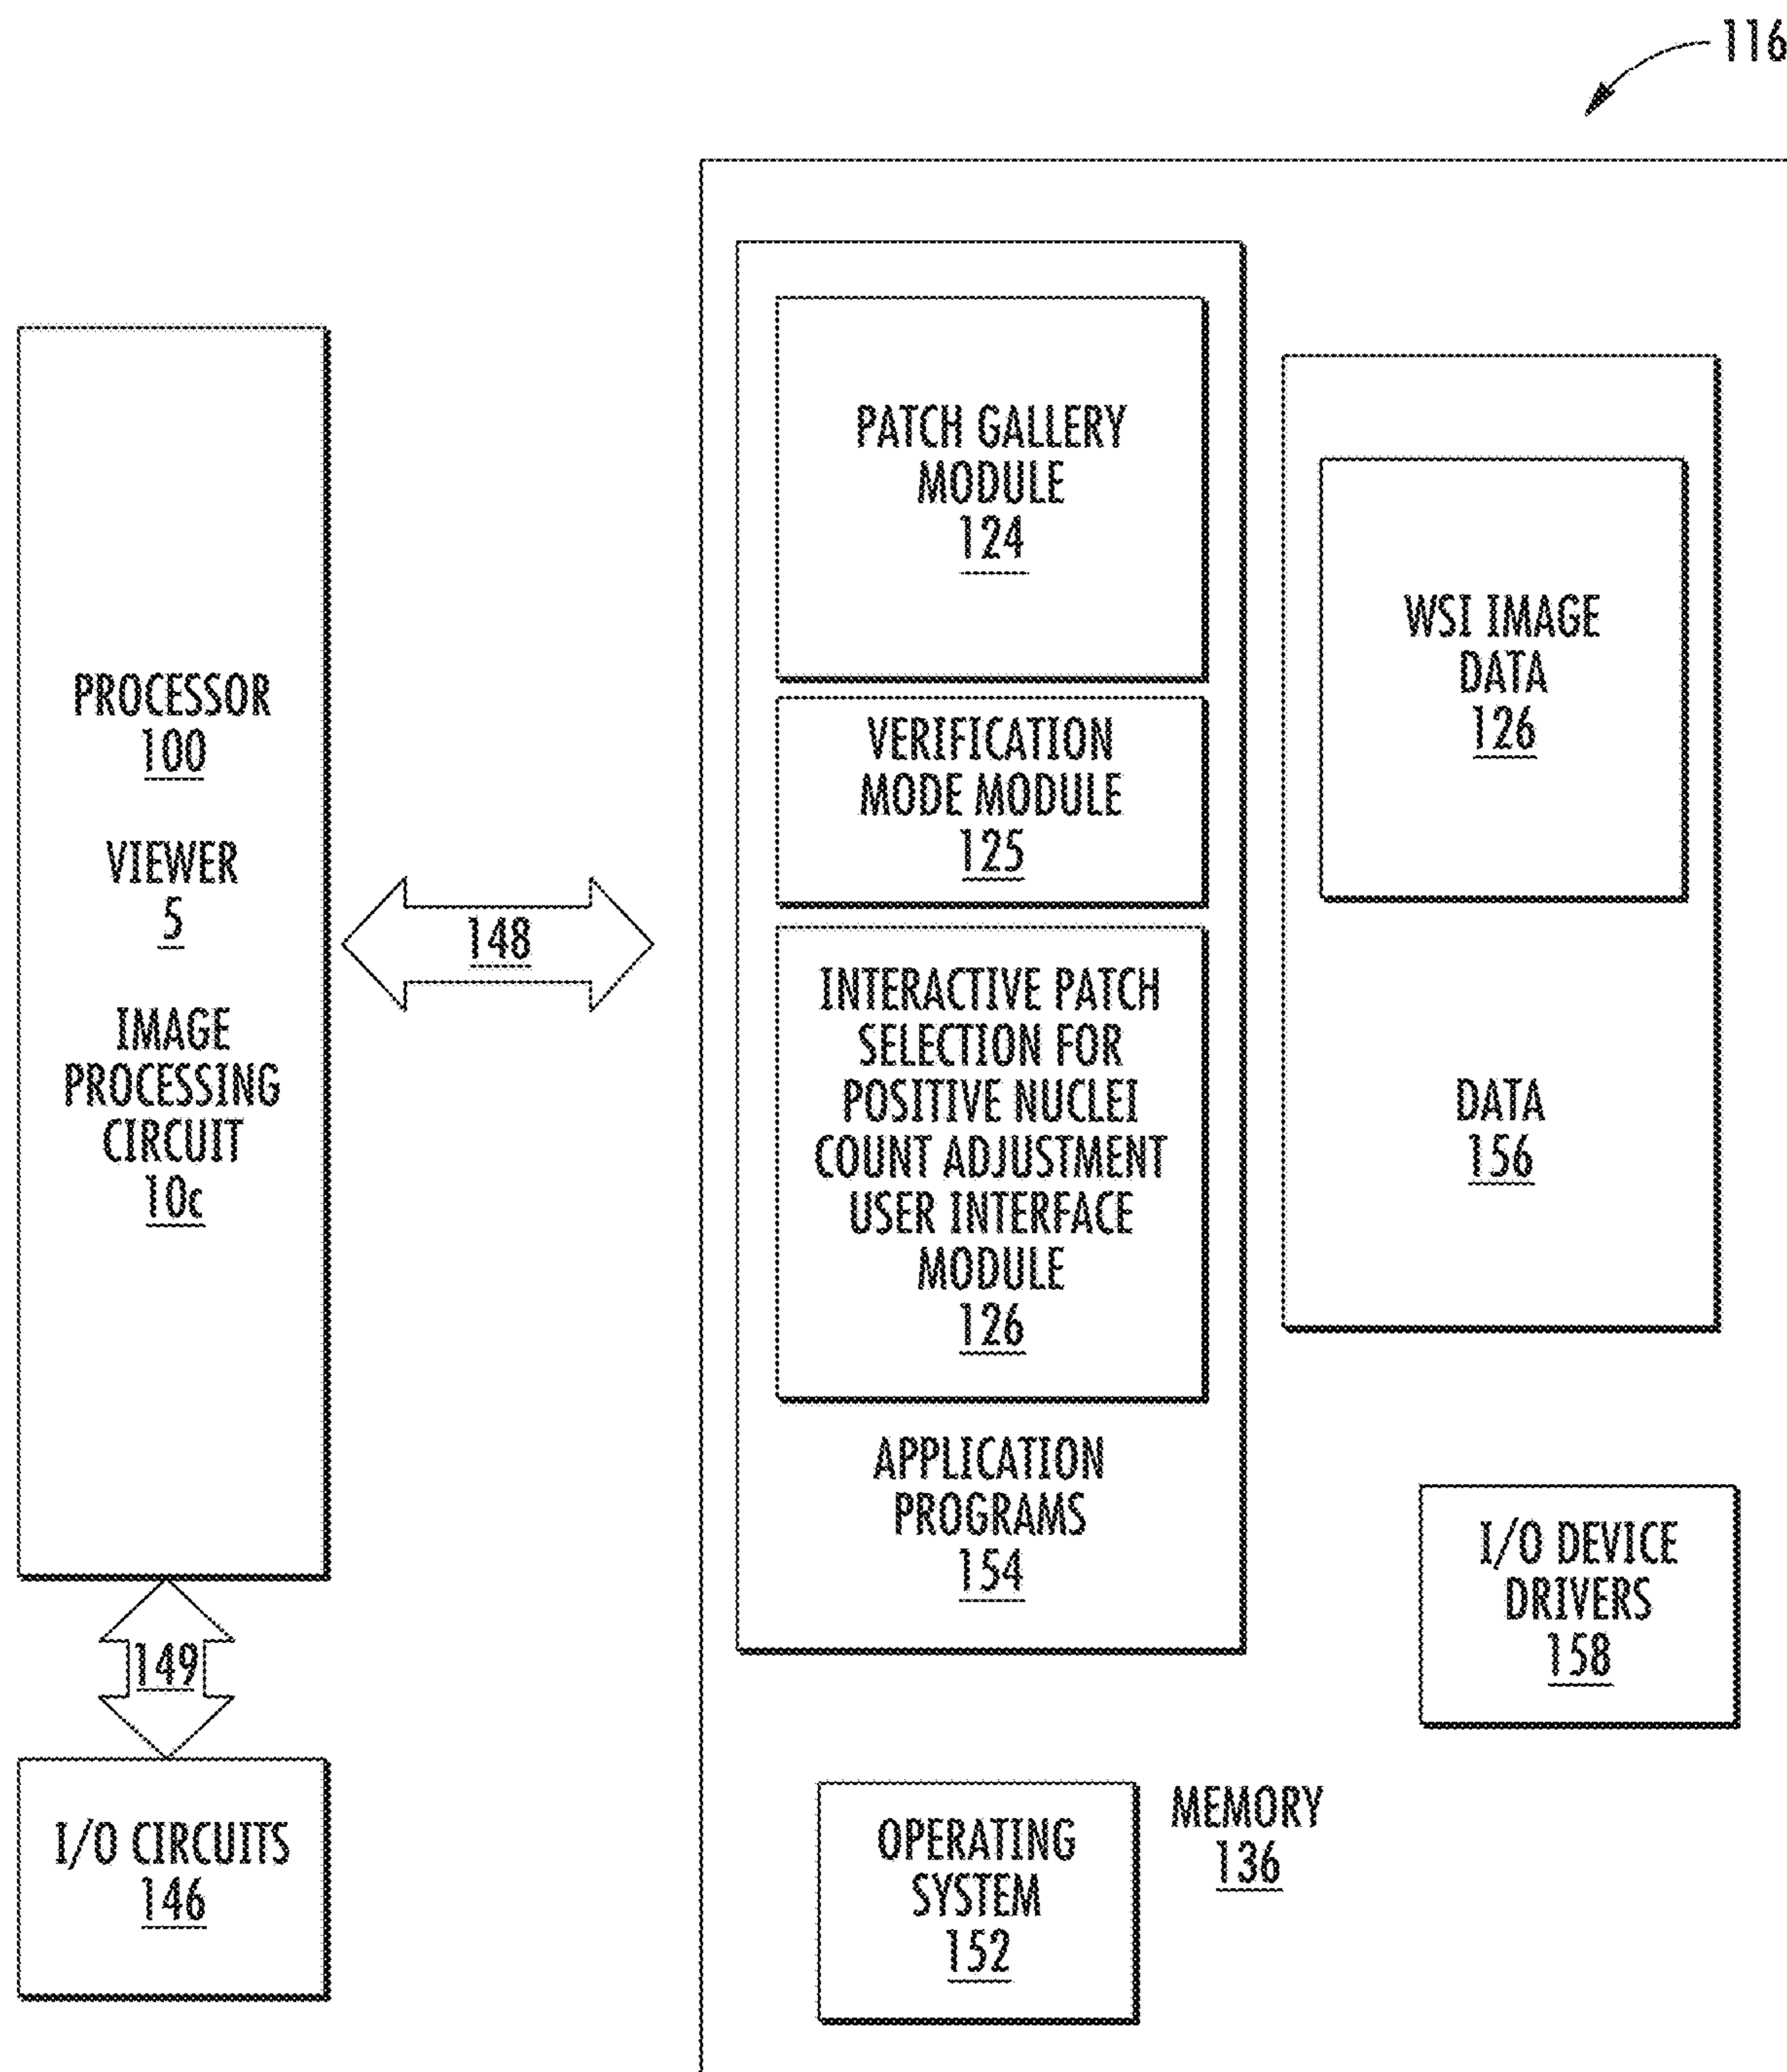 116
PROCESSOR
100
VIEWER
5
IMAGE
PROCESSING
CIRCUIT
10c
148
149
I/O CIRCUITS
146
PATCH GALLERY
MODULE
124
VERIFICATION
MODE MODULE
125
INTERACTIVE PATCH
SELECTION FOR
POSITIVE NUCLEI
COUNT ADJUSTMENT
USER INTERFACE
MODULE
126
APPLICATION
PROGRAMS
154
WSI IMAGE
DATA
126
DATA
156
I/O DEVICE
DRIVERS
158
OPERATING
SYSTEM
152
MEMORY
136